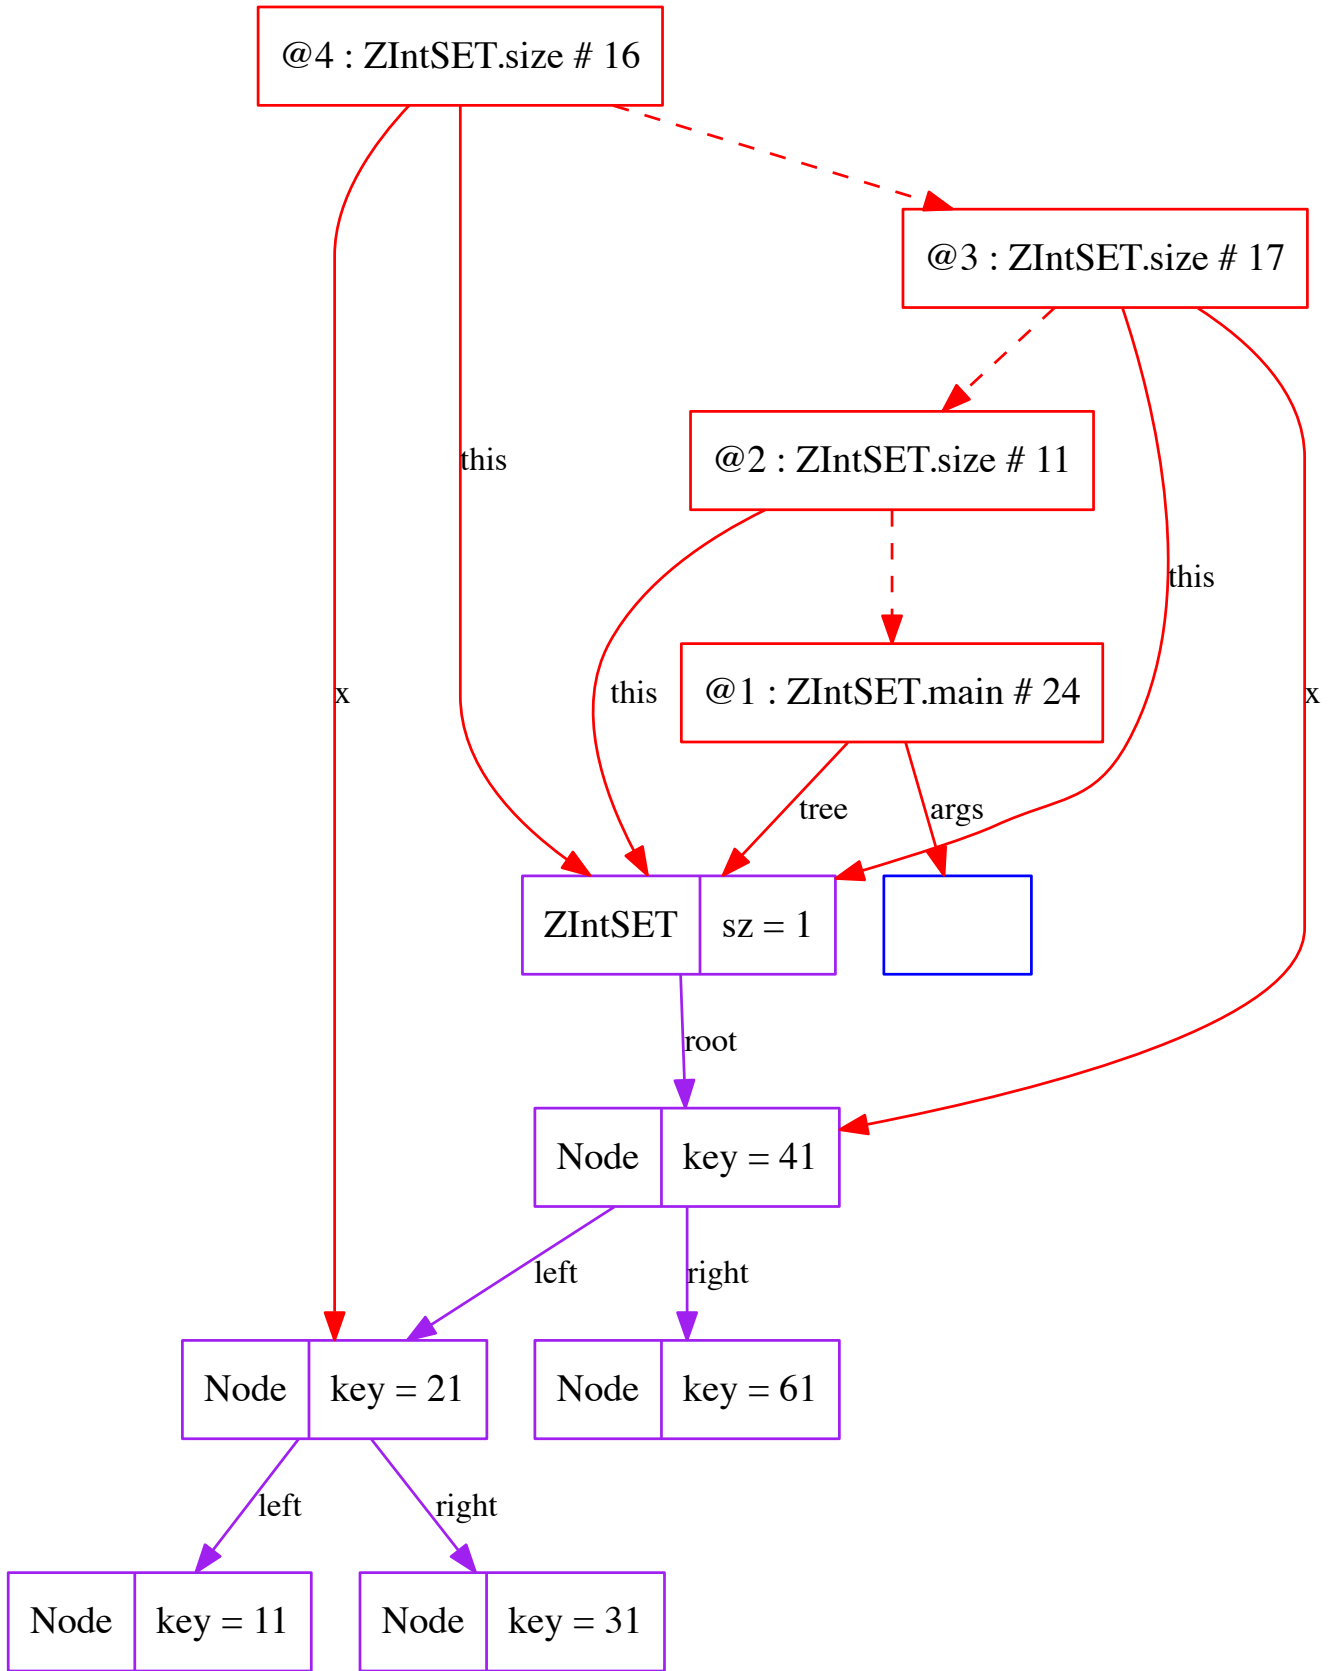 @4 : ZIntSET.size # 16
@3 : ZIntSET.size # 17
@2 : ZIntSET.size # 11
this
this
x
this
@1 : ZIntSET.main # 24
x
tree
args
ZIntSET
sz = 1
root
Node
key = 41
left
right
Node
key = 21
Node
key = 61
left
right
Node
key = 11
Node
key = 31